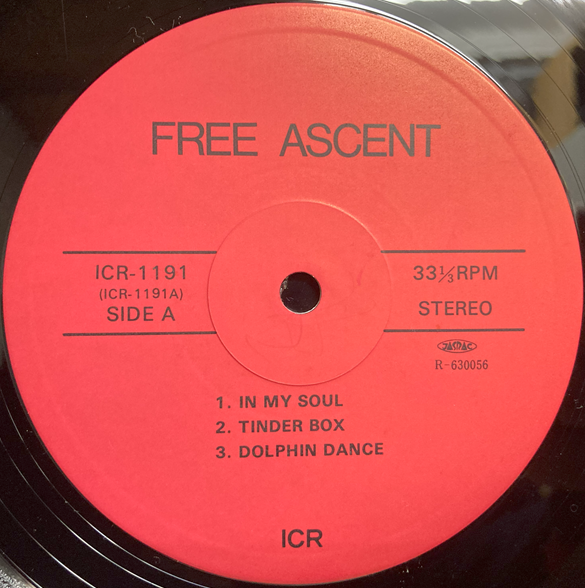 FREE ASCENT
ICR-1191
(ICR-1191A)
SIDE A
33⅓RPM
STEREO
JASRAC
R-630056
1. IN MY SOUL
2. TINDER BOX
3. DOLPHIN DANCE
ICR